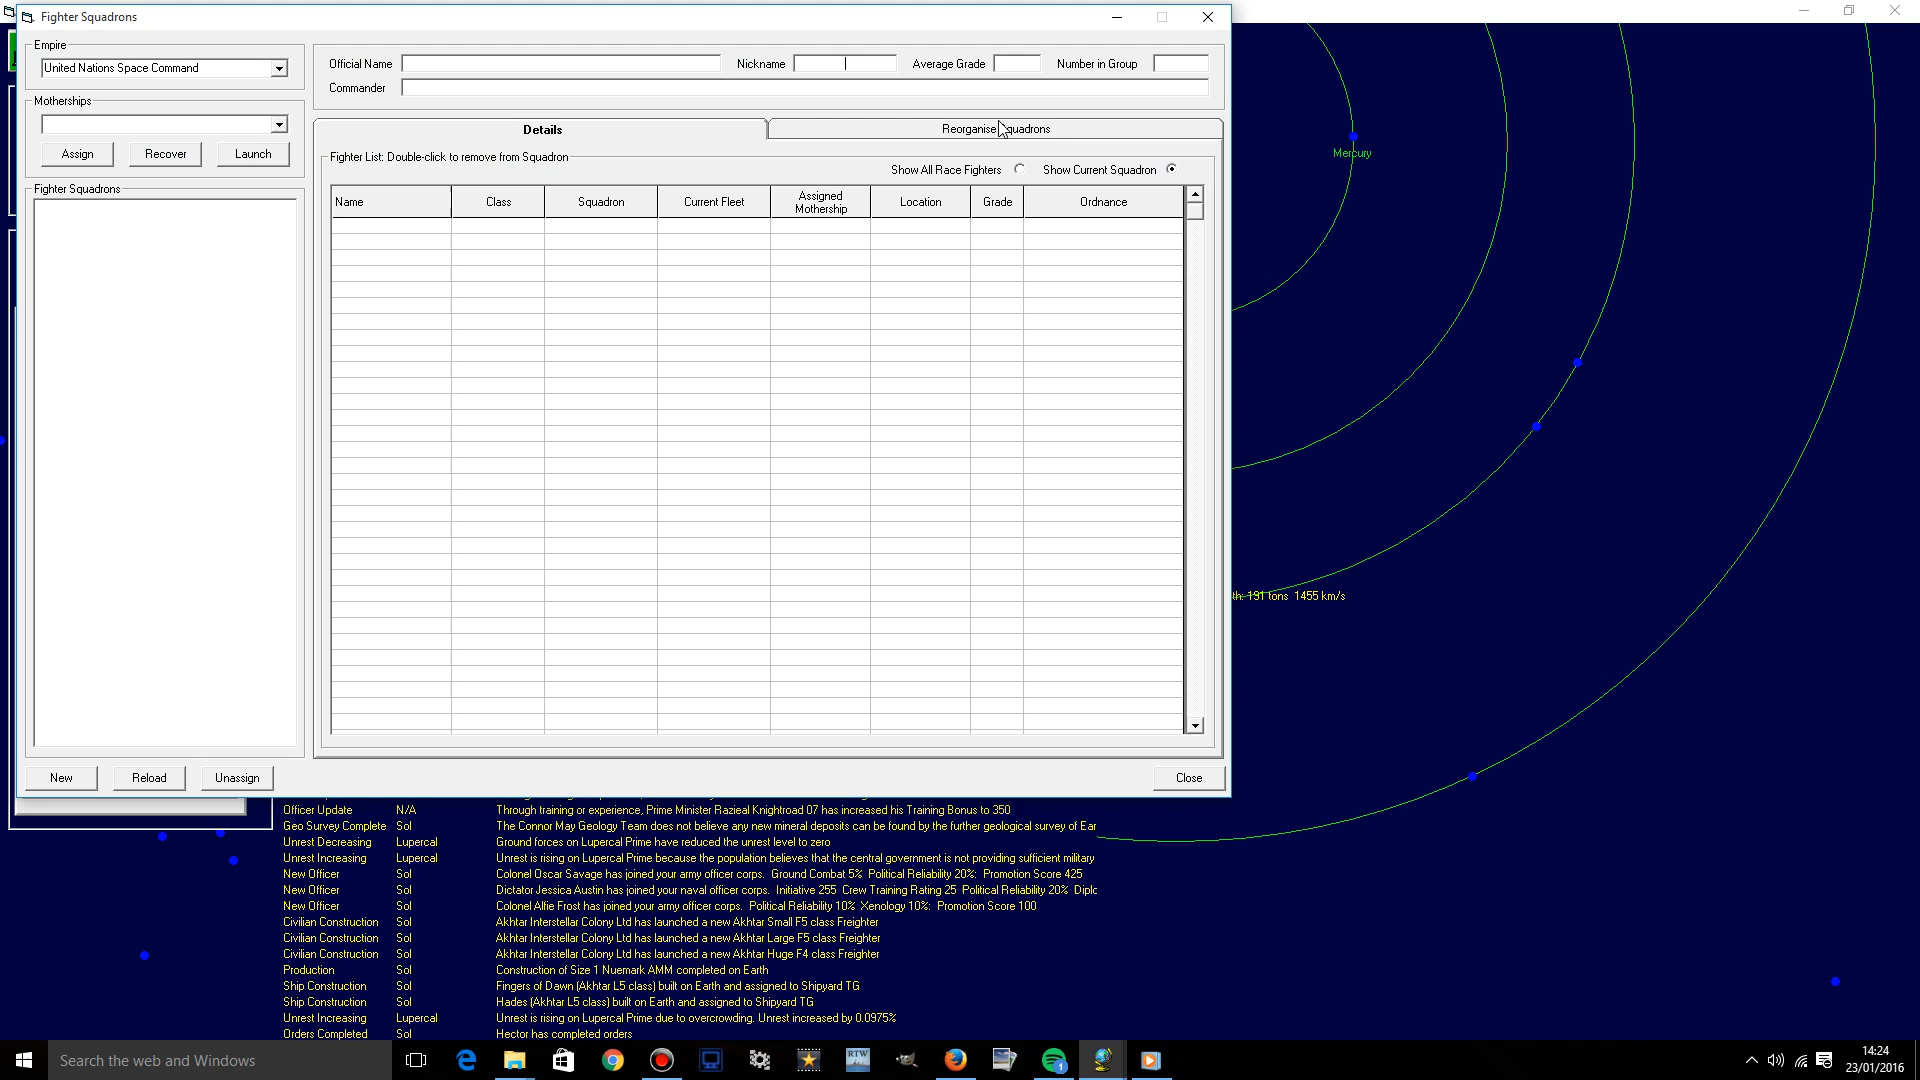 Fighter Squadrons
Empire
United Nations Space Command
Official Name
Nickname
Average Grade
Number in Group
Commander
Motherships
Assign
Recover
Launch
Details
Reorganise
Fighter List: Double-click to remove from Squadron
Show All Race Fighters
Show Current Squadron
Fighter Squadrons
Name
Class
Squadron
Current Fleet
Assigned
Mothership
Location
Grade
Ordnance
Mercury
th: 191 tons 1455 km/s
New
Reload
Unassign
Close
Officer Update N/A Through training or experience, Prime Minister Razieal Knightroad 07 has increased his Training Bonus to 350
Geo Survey Complete Sol The Connor May Geology Team does not believe any new mineral deposits can be found by the further geological survey of Ear
Unrest Decreasing Lupercal Ground forces on Lupercal Prime have reduced the unrest level to zero
Unrest Increasing Lupercal Unrest is rising on Lupercal Prime because the population believes that the central government is not providing sufficient military
New Officer Sol Colonel Oscar Savage has joined your army officer corps. Ground Combat 5% Political Reliability 20%: Promotion Score 425
New Officer Sol Dictator Jessica Austin has joined your naval officer corps. Initiative 255 Crew Training Rating 25 Political Reliability 20% Diplc
New Officer Sol Colonel Alfie Frost has joined your army officer corps. Political Reliability 10% Xenology 10%: Promotion Score 100
Civilian Construction Sol Akhtar Interstellar Colony Ltd has launched a new Akhtar Small F5 class Freighter
Civilian Construction Sol Akhtar Interstellar Colony Ltd has launched a new Akhtar Large F5 class Freighter
Civilian Construction Sol Akhtar Interstellar Colony Ltd has launched a new Akhtar Huge F4 class Freighter
Production Sol Construction of Size 1 Nuemark AMM completed on Earth
Ship Construction Sol Fingers of Dawn (Akhtar L5 class) built on Earth and assigned to Shipyard TG
Ship Construction Sol Hades (Akhtar L5 class) built on Earth and assigned to Shipyard TG
Unrest Increasing Lupercal Unrest is rising on Lupercal Prime due to overcrowding. Unrest increased by 0.0975%
Orders Completed Sol Hector has completed orders
Search the web and Windows
RTW
1
14:24
23/01/2016